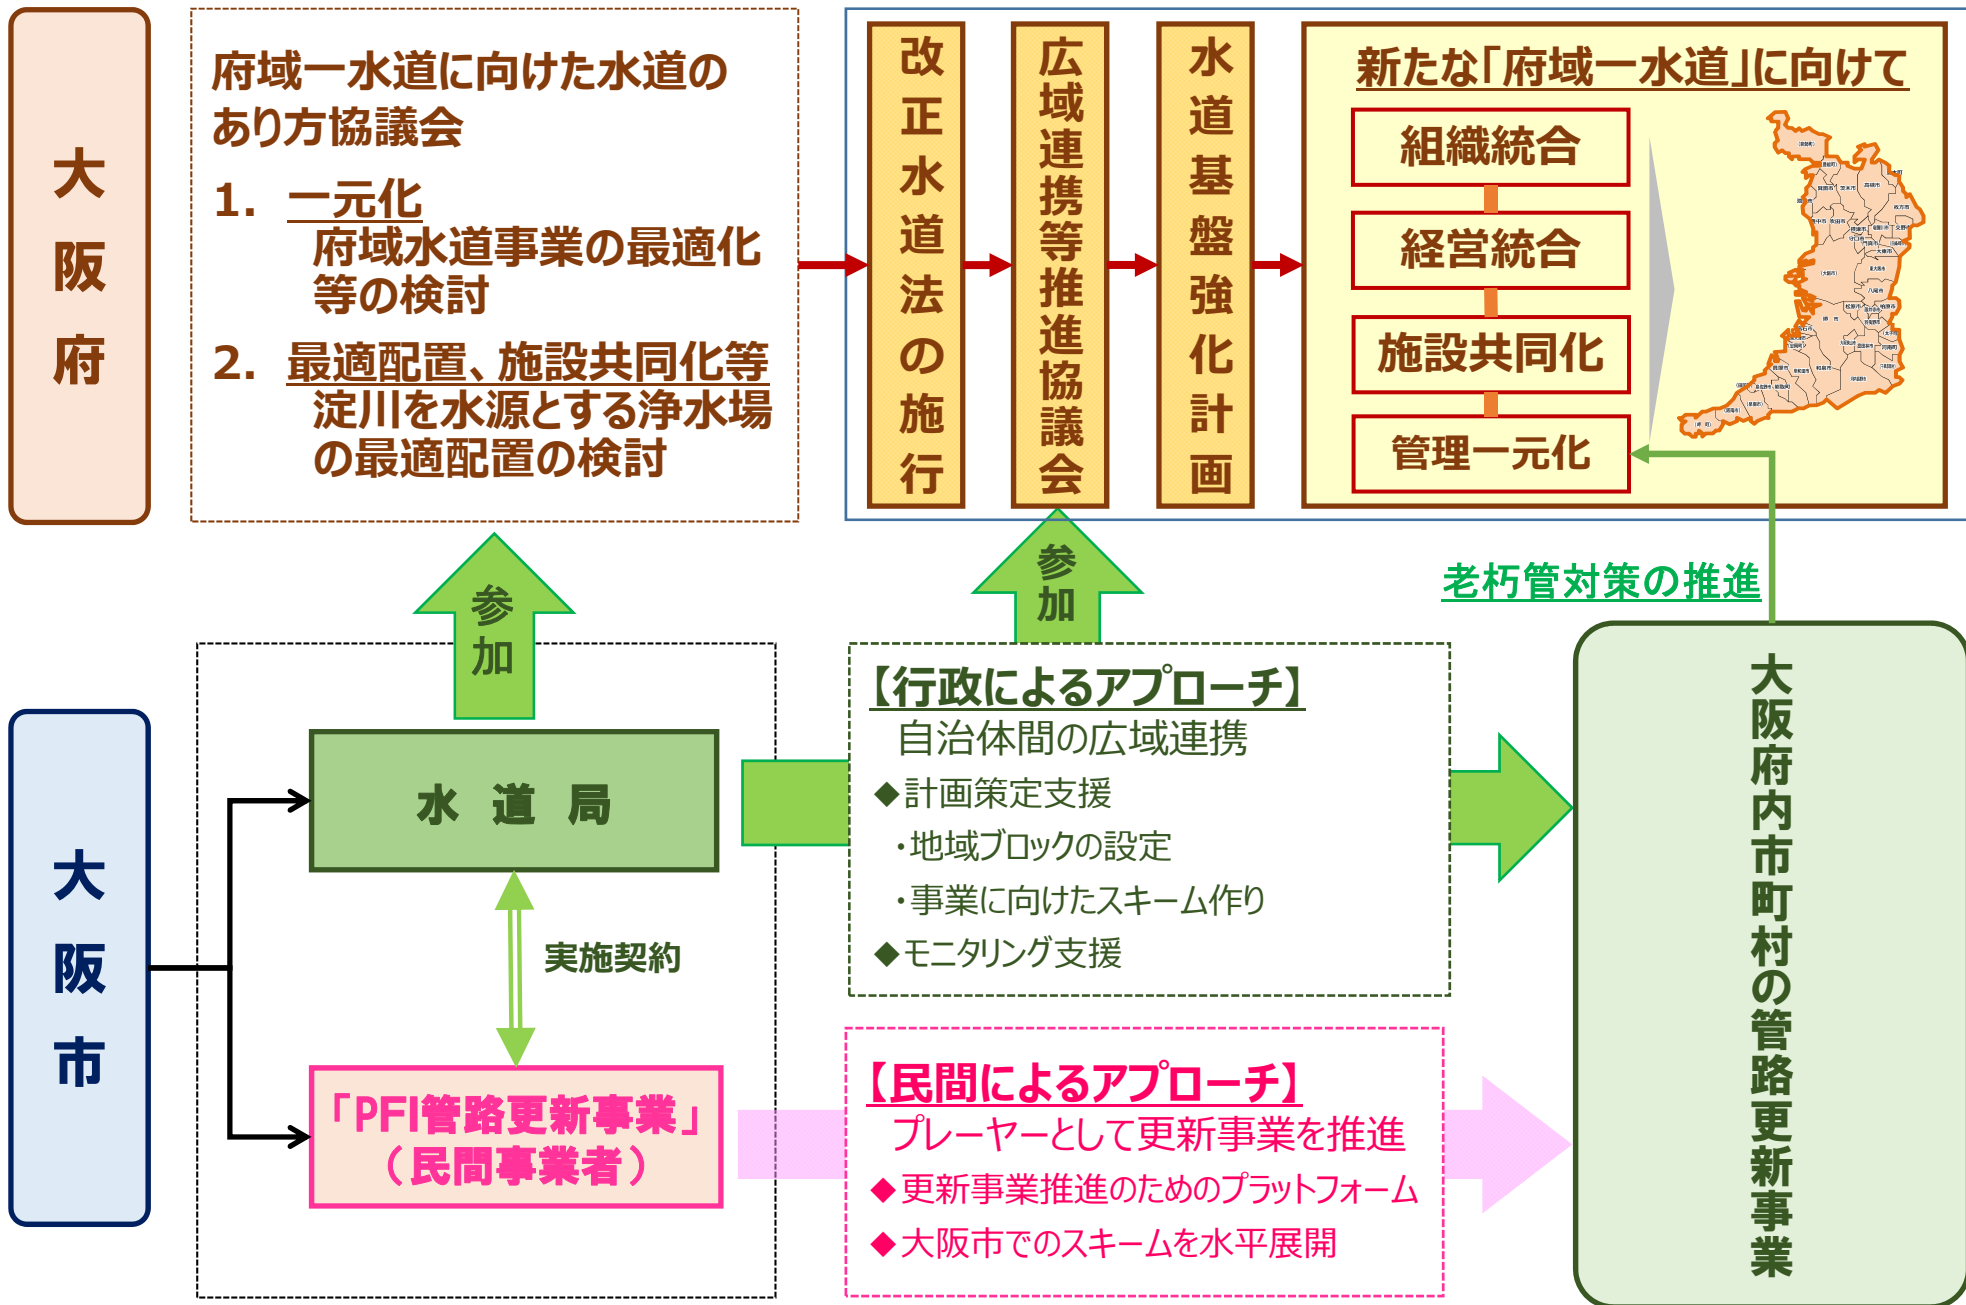 大阪府
府域一水道に向けた水道の
あり方協議会
1. 一元化
府域水道事業の最適化
等の検討
2. 最適配置、施設共同化等
淀川を水源とする浄水場
の最適配置の検討
改正水道法の施行
広域連携等推進協議会
水道基盤強化計画
新たな「府域一水道」に向けて
組織統合
経営統合
施設共同化
管理一元化
参加
参加
老朽管対策の推進
大阪市
水道局
実施契約
「PFI管路更新事業」
（民間事業者）
【行政によるアプローチ】
自治体間の広域連携
◆計画策定支援
・地域ブロックの設定
・事業に向けたスキーム作り
◆モニタリング支援
【民間によるアプローチ】
プレーヤーとして更新事業を推進
◆更新事業推進のためのプラットフォーム
◆大阪市でのスキームを水平展開
大阪府内市町村の管路更新事業